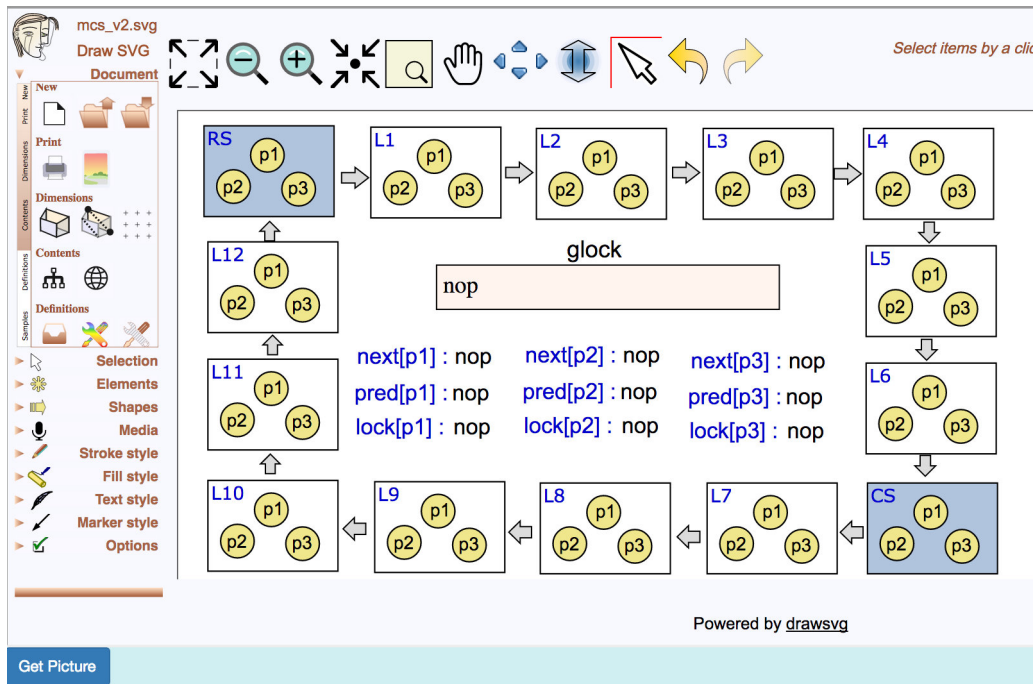 mcs_v2.svg
Draw SVG
Select items by a clic
Document
New
Print
Dimensions
Contents
Definitions
Samples
New
Print
Dimensions
Contents
Definitions
Selection
Elements
Shapes
Media
Stroke style
Fill style
Text style
Marker style
Options
RS
p1
p2
p3
L1
p1
p2
p3
L2
p1
p2
p3
L3
p1
p2
p3
L4
p1
p2
p3
L12
p1
p2
p3
glock
nop
L5
p1
p2
p3
next[p1] : nop
next[p2] : nop
next[p3] : nop
pred[p1] : nop
pred[p2] : nop
pred[p3] : nop
lock[p1] : nop
lock[p2] : nop
lock[p3] : nop
L11
p1
p2
p3
L6
p1
p2
p3
L10
p1
p2
p3
L9
p1
p2
p3
L8
p1
p2
p3
L7
p1
p2
p3
CS
p1
p2
p3
Powered by drawsvg
Get Picture